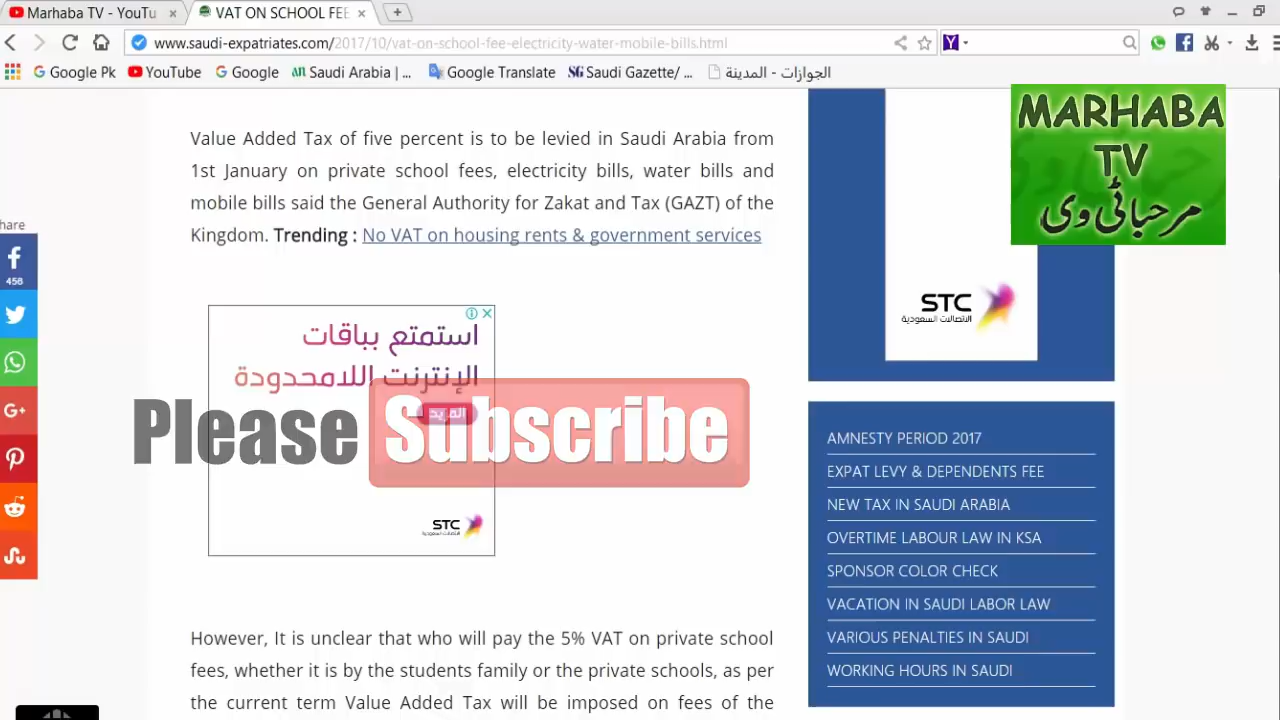 Marhaba TV - YouTu
VAT ON SCHOOL FEE
www.saudi-expatriates.com/2017/10/vat-on-school-fee-electricity-water-mobile-bills.html
Google Pk
YouTube
Google
Saudi Arabia | ...
Google Translate
Saudi Gazette/ ...
الجوازات - المدينة
MARHABA
TV
مرحبا ٹی وی
Value Added Tax of five percent is to be levied in Saudi Arabia from
1st January on private school fees, electricity bills, water bills and
mobile bills said the General Authority for Zakat and Tax (GAZT) of the
Kingdom. Trending : No VAT on housing rents & government services
hare
458
استمتع بباقات
الإنترنت اللامحدودة
المزيد
STC
الاتصالات السعودية
Please Subscribe
STC
الاتصالات السعودية
AMNESTY PERIOD 2017
EXPAT LEVY & DEPENDENTS FEE
NEW TAX IN SAUDI ARABIA
OVERTIME LABOUR LAW IN KSA
SPONSOR COLOR CHECK
VACATION IN SAUDI LABOR LAW
VARIOUS PENALTIES IN SAUDI
WORKING HOURS IN SAUDI
However, It is unclear that who will pay the 5% VAT on private school
fees, whether it is by the students family or the private schools, as per
the current term Value Added Tax will be imposed on fees of the